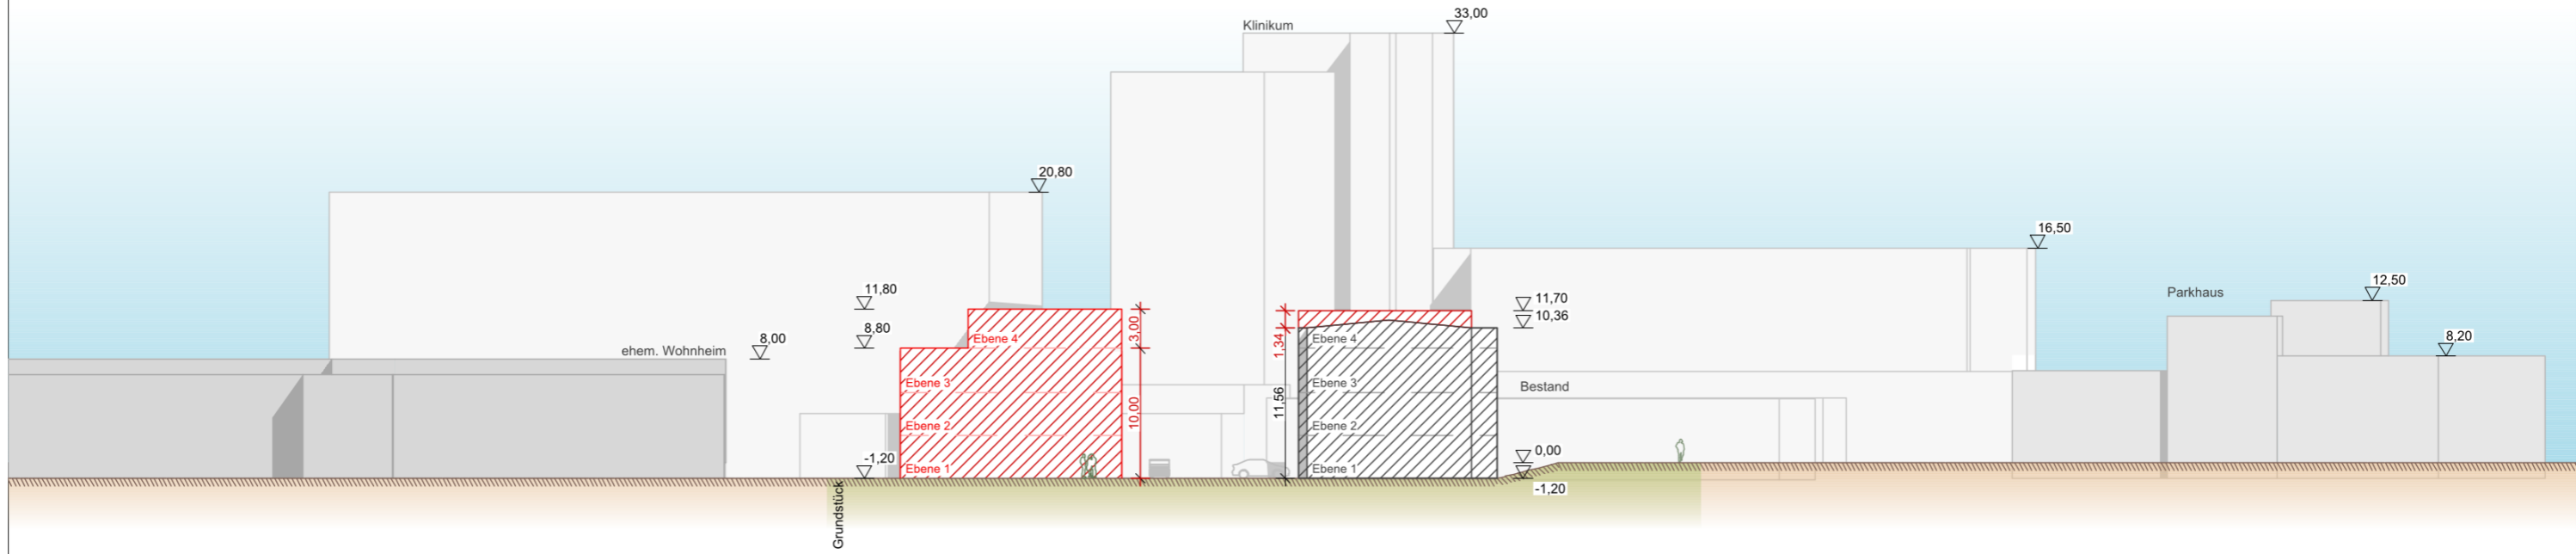 33,00
Klinikum
20,80
16,50
12,50
Parkhaus
11,80
11,70
10,36
8,80
8,00
8,20
ehem. Wohnheim
Ebene 4
3,00
1,34
Ebene 4
Ebene 3
Ebene 3
Bestand
10,00
11,56
Ebene 2
Ebene 2
0,00
-1,20
Ebene 1
Ebene 1
-1,20
Grundstück